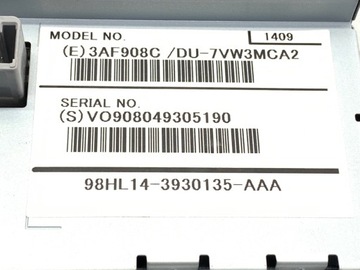 MODEL NO.
1409
(E)3AF908C /DU-7VW3MCA2
SERIAL NO.
(S)VO908049305190
98HL14-3930135-AAA